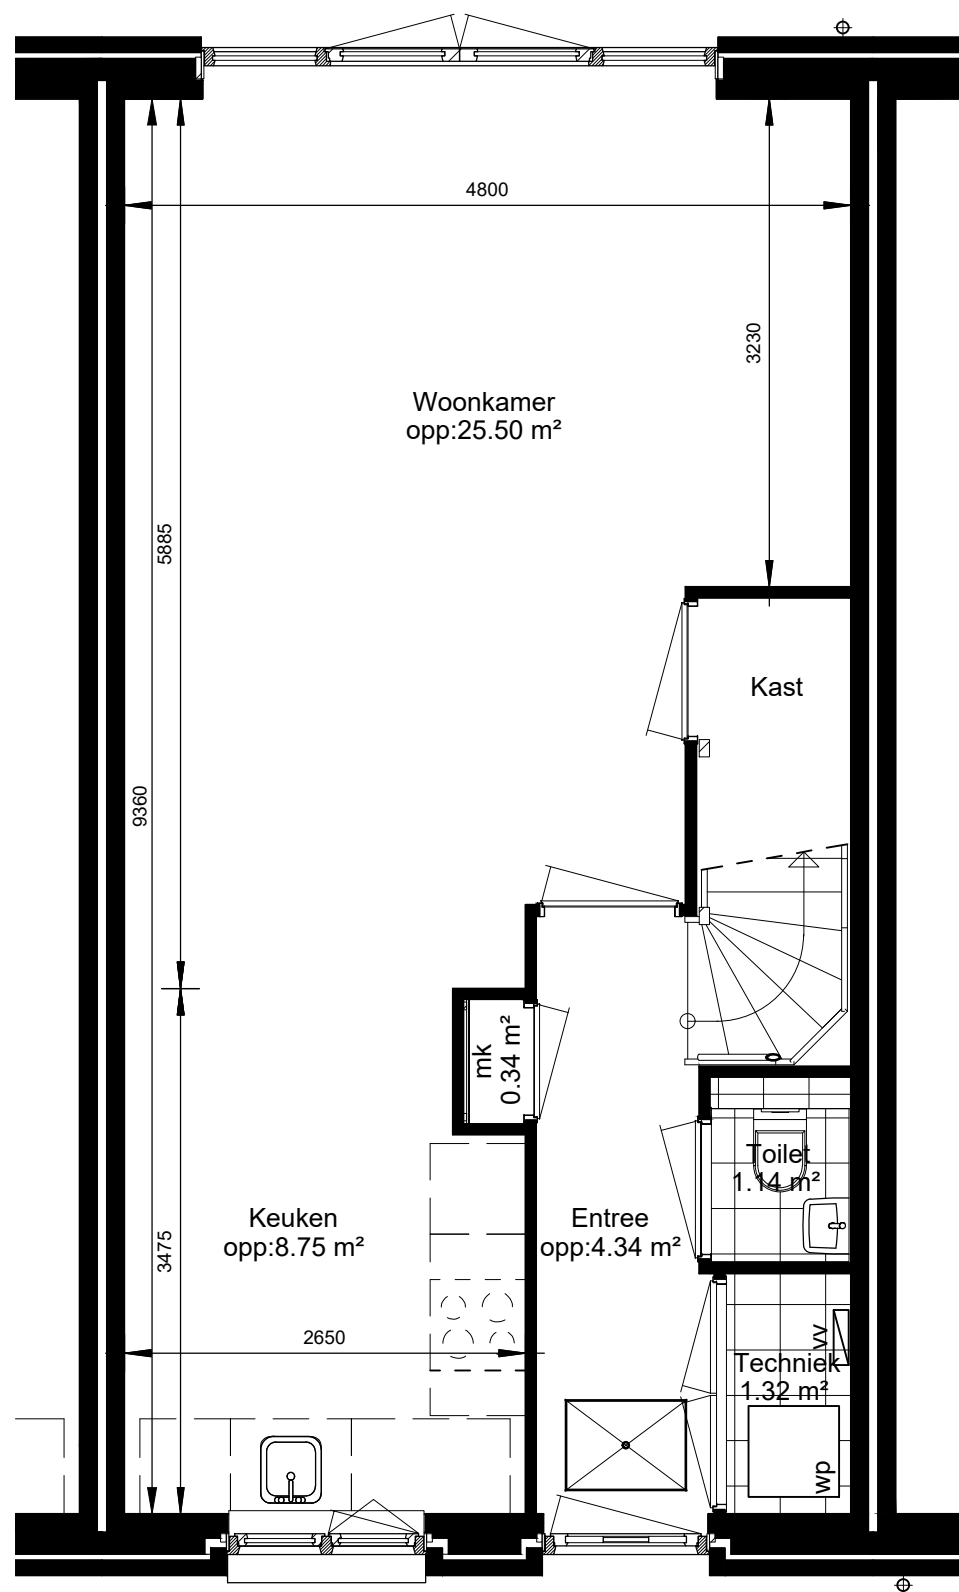 4800
3230
Woonkamer
opp:25.50 m²
5885
Kast
9360
mk
0.34 m²
Toilet
1.14 m²
Keuken
opp:8.75 m²
Entree
opp:4.34 m²
3475
2650
vv
Techniek
1.32 m²
wp